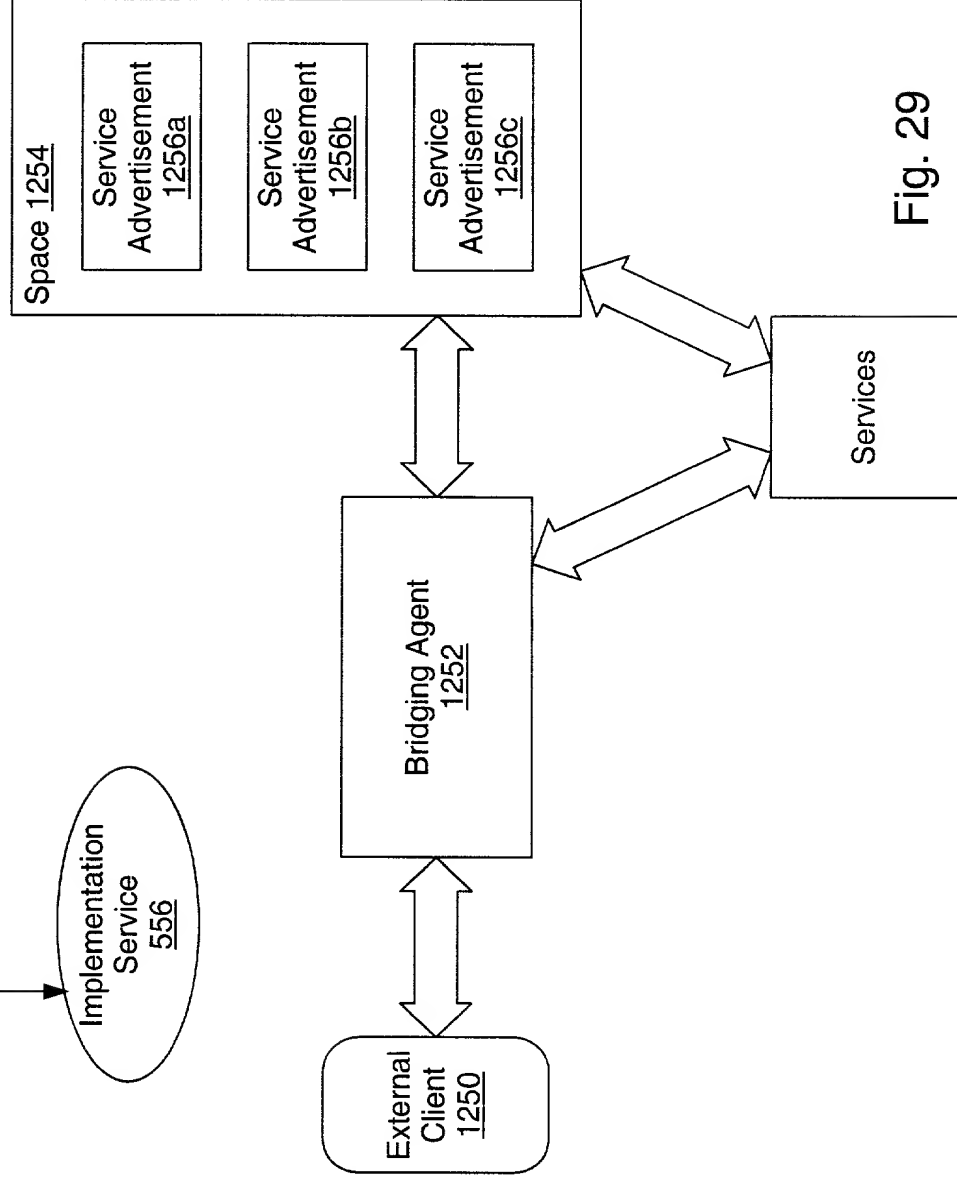 Implementation
Service
556
External
Client
1250
Bridging Agent
1252
Space 1254
Service
Advertisement
1256a
Service
Advertisement
1256b
Service
Advertisement
1256c
Services
Fig. 29